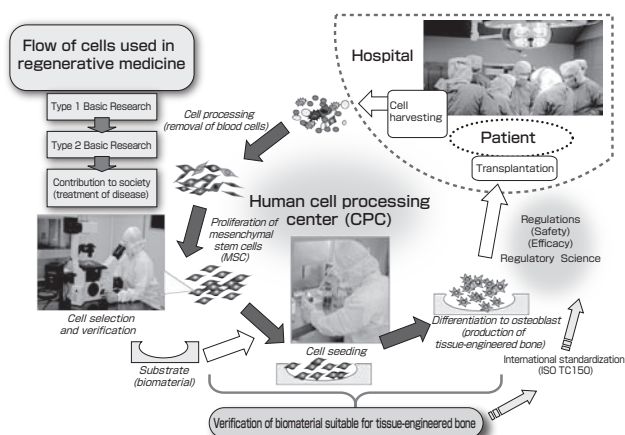 Flow of cells used in
regenerative medicine
Type 1 Basic Research
Type 2 Basic Research
Contribution to society
(treatment of disease)
Hospital
Cell
harvesting
Patient
Transplantation
Cell processing
(removal of blood cells)
Human cell processing
center (CPC)
Proliferation of
mesenchymal
stem cells
(MSC)
Regulations
(Safety)
(Efficacy)
Regulatory Science
Cell selection
and verification
Cell seeding
Differentiation to osteoblast
(production of
tissue-engineered bone)
Substrate
(biomaterial)
International standardization
(ISO TC150)
Verification of biomaterial suitable for tissue-engineered bone